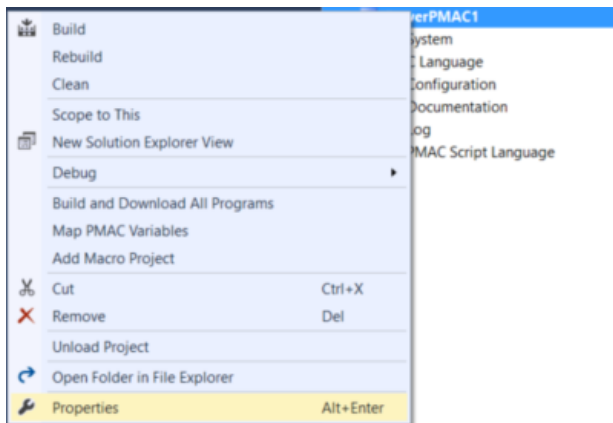 Build
Rebuild
Clean
Scope to This
New Solution Explorer View
Debug
Build and Download All Programs
Map PMAC Variables
Add Macro Project
Cut Ctrl+X
Remove Del
Unload Project
Open Folder in File Explorer
Properties Alt+Enter
verPMAC1
System
C Language
Configuration
Documentation
og
PMAC Script Language